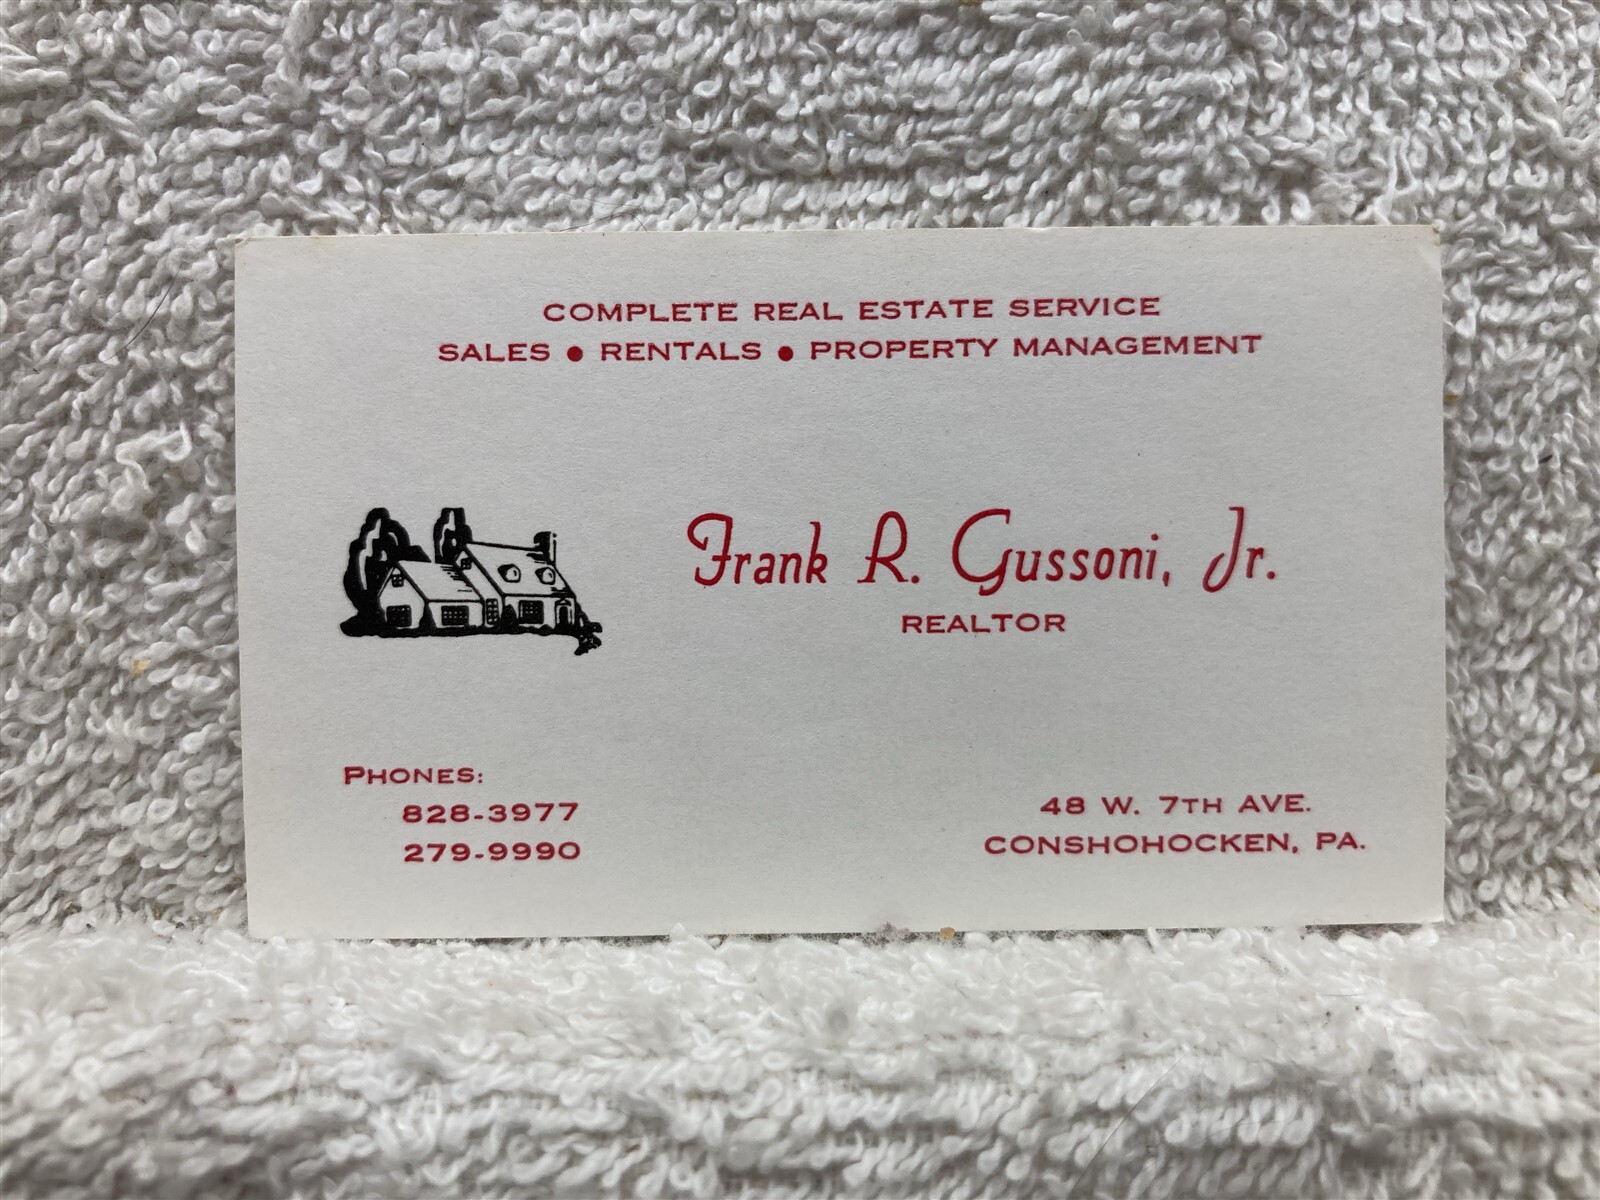 COMPLETE REAL ESTATE SERVICE
SALES ● RENTALS ● PROPERTY MANAGEMENT
Frank R. Gussoni, Jr.
REALTOR
PHONES:
828-3977
279-9990
48 W. 7TH AVE.
CONSHOHOCKEN, PA.